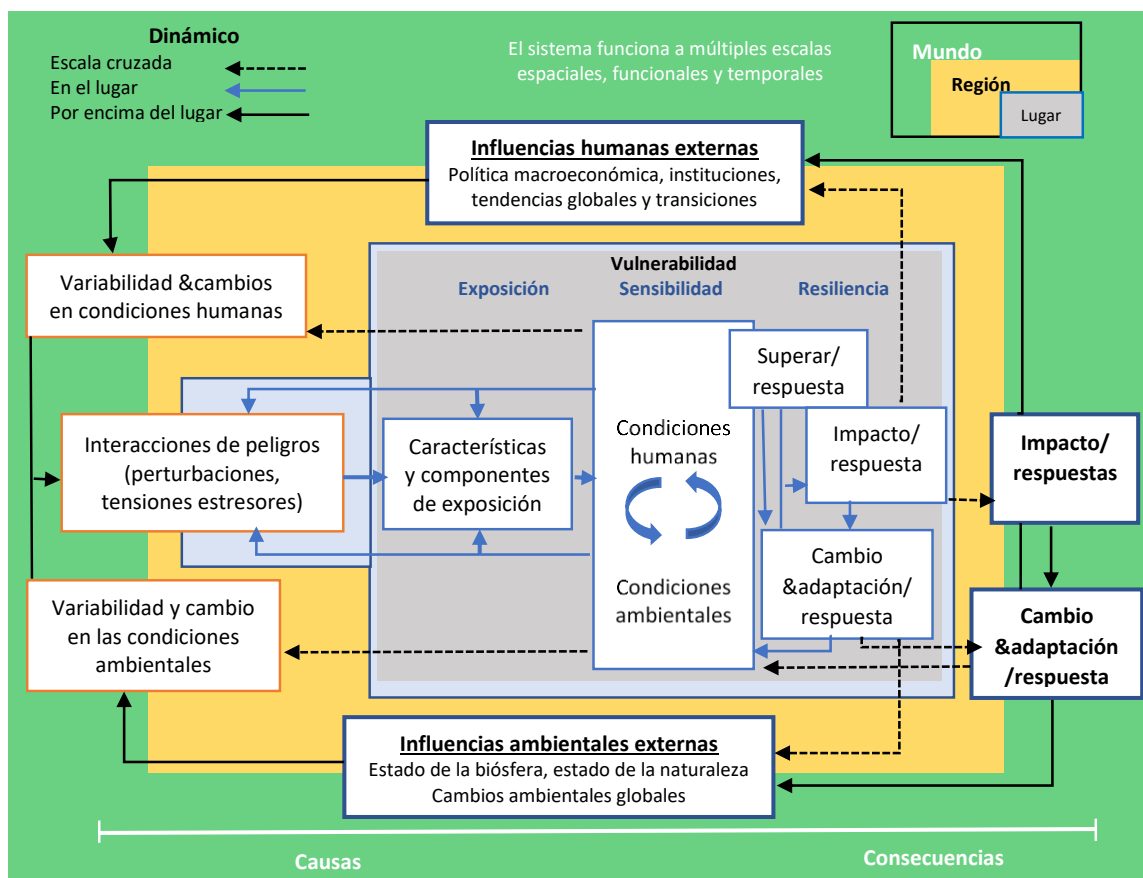 Dinámico
Escala cruzada
En el lugar
Por encima del lugar
El sistema funciona a múltiples escalas
espaciales, funcionales y temporales
Mundo
Región
Lugar
Influencias humanas externas
Política macroeconómica, instituciones,
tendencias globales y transiciones
Variabilidad &cambios
en condiciones humanas
Vulnerabilidad
Exposición
Sensibilidad
Resiliencia
Superar/
respuesta
Interacciones de peligros
(perturbaciones,
tensiones estresores)
Características
y componentes
de exposición
Condiciones
humanas
Condiciones
ambientales
Impacto/
respuesta
Impacto/
respuestas
Cambio
&adaptación/
respuesta
Variabilidad y cambio
en las condiciones
ambientales
Cambio
&adaptación
/respuesta
Influencias ambientales externas
Estado de la biósfera, estado de la naturaleza
Cambios ambientales globales
Causas
Consecuencias